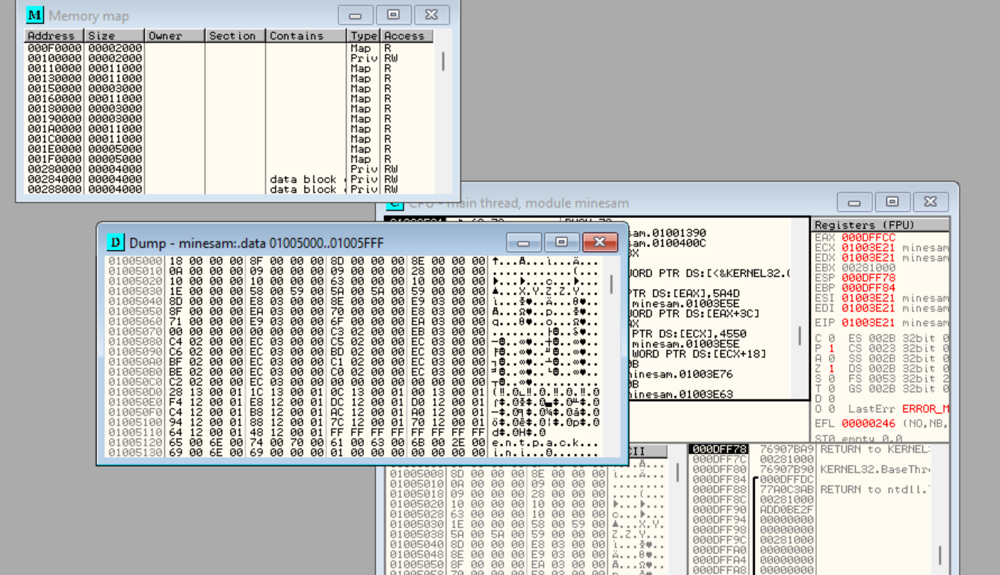 Memory map
Address Size Owner Section Contains Type Access
000F0000 00002000 Map R
00100000 00002000 Priv RW
00110000 00011000 Map R
00130000 00011000 Map R
00150000 00003000 Map R
00160000 00011000 Map R
00180000 00003000 Map R
00190000 00003000 Map R
001A0000 00011000 Map R
001C0000 00011000 Map R
001E0000 00005000 Map R
001F0000 00005000 Map R
00280000 00004000 Priv RW
00284000 00004000 data block Priv RW
00288000 00004000 data block Priv RW
main thread, module minesam
Dump - minesam:.data 01005000..01005FFF
01005000 18 00 00 00 8F 00 00 00 8D 00 00 00 8E 00 00 00
01005010 0A 00 00 00 09 00 00 00 09 00 00 00 28 00 00 00
01005020 10 00 00 00 10 00 00 00 63 00 00 00 10 00 00 00
01005030 1E 00 00 00 58 00 59 00 5A 00 5A 00 59 00 00 00
01005040 8D 00 00 00 E8 03 00 00 8E 00 00 00 E9 03 00 00
01005050 8F 00 00 00 EA 03 00 00 70 00 00 00 E8 03 00 00
01005060 71 00 00 00 E9 03 00 00 6F 00 00 00 EA 03 00 00
01005070 00 00 00 00 00 00 00 00 C3 02 00 00 EB 03 00 00
01005080 C4 02 00 00 EC 03 00 00 C5 02 00 00 EC 03 00 00
01005090 C6 02 00 00 EC 03 00 00 BD 02 00 00 EC 03 00 00
010050A0 BF 02 00 00 EC 03 00 00 C1 02 00 00 EC 03 00 00
010050B0 BE 02 00 00 EC 03 00 00 C0 02 00 00 EC 03 00 00
010050C0 C2 02 00 00 EC 03 00 00 00 00 00 00 00 00 00 00
010050D0 28 13 00 01 1C 13 00 01 0C 13 00 01 00 13 00 01
010050E0 F4 12 00 01 E8 12 00 01 DC 12 00 01 D0 12 00 01
010050F0 C4 12 00 01 B8 12 00 01 AC 12 00 01 A0 12 00 01
01005100 94 12 00 01 88 12 00 01 7C 12 00 01 70 12 00 01
01005110 64 12 00 01 48 12 00 01 FF FF FF FF FF FF FF FF
01005120 65 00 6E 00 74 00 70 00 61 00 63 00 6B 00 2E 00 e.n.t.p.a.c.k...
01005130 69 00 6E 00 69 00 00 00 01 00 00 00 00 00 00 00
sam.01001390
sam.0100400C
WORD PTR DS:[<&KERNEL32.(
PTR DS:[EAX],5A4D
minesam.01003E5E
WORD PTR DS:[EAX+3C]
PTR DS:[ECX],4550
minesam.01003E5E
WORD PTR DS:[ECX+18]
minesam.01003E76
minesam.01003E63
Registers (FPU)
EAX 000DFFCC
ECX 01003E21 minesam
EDX 01003E21 minesam
EBX 00281000
ESP 000DFF78
EBP 000DFF84
ESI 01003E21 minesam
EDI 01003E21 minesam
EIP 01003E21 minesam
C 0 ES 002B 32bit 0
P 1 CS 0023 32bit 0
A 0 SS 002B 32bit 0
Z 1 DS 002B 32bit 0
S 0 FS 0053 32bit 2
T 0 GS 002B 32bit 0
D 0
O 0 LastErr ERROR_M
EFL 00000246 (NO,NB,
ST0 empty 0.0
01005008 8D 00 00 00 8E 00 00 00
01005010 0A 00 00 00 09 00 00 00
01005018 09 00 00 00 28 00 00 00
01005020 10 00 00 00 10 00 00 00
01005028 63 00 00 00 10 00 00 00
01005030 1E 00 00 00 58 00 59 00
01005038 5A 00 5A 00 59 00 00 00 Z.Z.Y...
01005040 8D 00 00 00 E8 03 00 00
01005048 8E 00 00 00 E9 03 00 00
01005050 8F 00 00 00 EA 03 00 00
000DFF78 76907BA9 RETURN to KERNEL
000DFF7C 00281000
000DFF80 76907B90 KERNEL32.BaseThr
000DFF84 000DFFDC
000DFF88 77A0C3AB RETURN to ntdll.
000DFF8C 00281000
000DFF90 ADD0BE2F
000DFF94 00000000
000DFF98 00000000
000DFF9C 00281000
000DFFA0 00000000
000DFFA4 00000000
000DFFA8 00000000